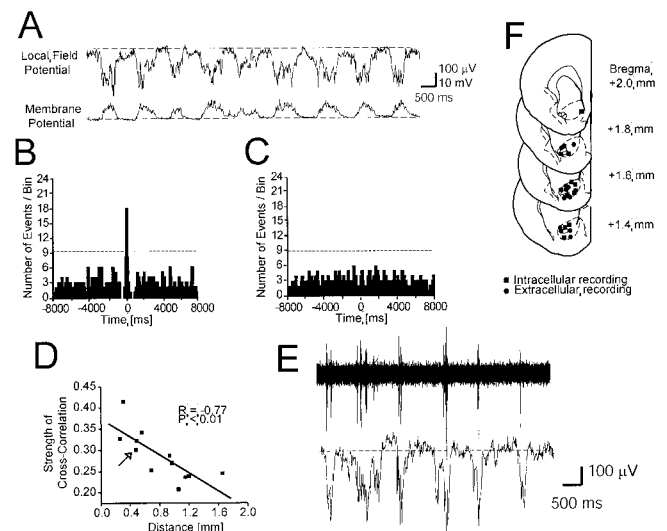 A
Local, Field
Potential
100 µV
10 mV
500 ms
Membrane
Potential
B
Number of Events / Bin
24
21
18
15
12
9
6
3
0
-8000 -4000 0 4000 8000
Time, [ms]
C
Number of Events / Bin
24
21
18
15
12
9
6
3
0
-8000 -4000 0 4000 8000
Time, [ms]
D
Strength of
Cross-Correlation
0.45
0.40
0.35
0.30
0.25
0.20
R = -0.77
P < 0.01
0.0 0.4 0.8 1.2 1.6 2.0
Distance [mm]
E
100 µV
500 ms
F
Bregma,
+2.0, mm
+1.8, mm
+1.6, mm
+1.4, mm
Intracellular recording
Extracellular, recording